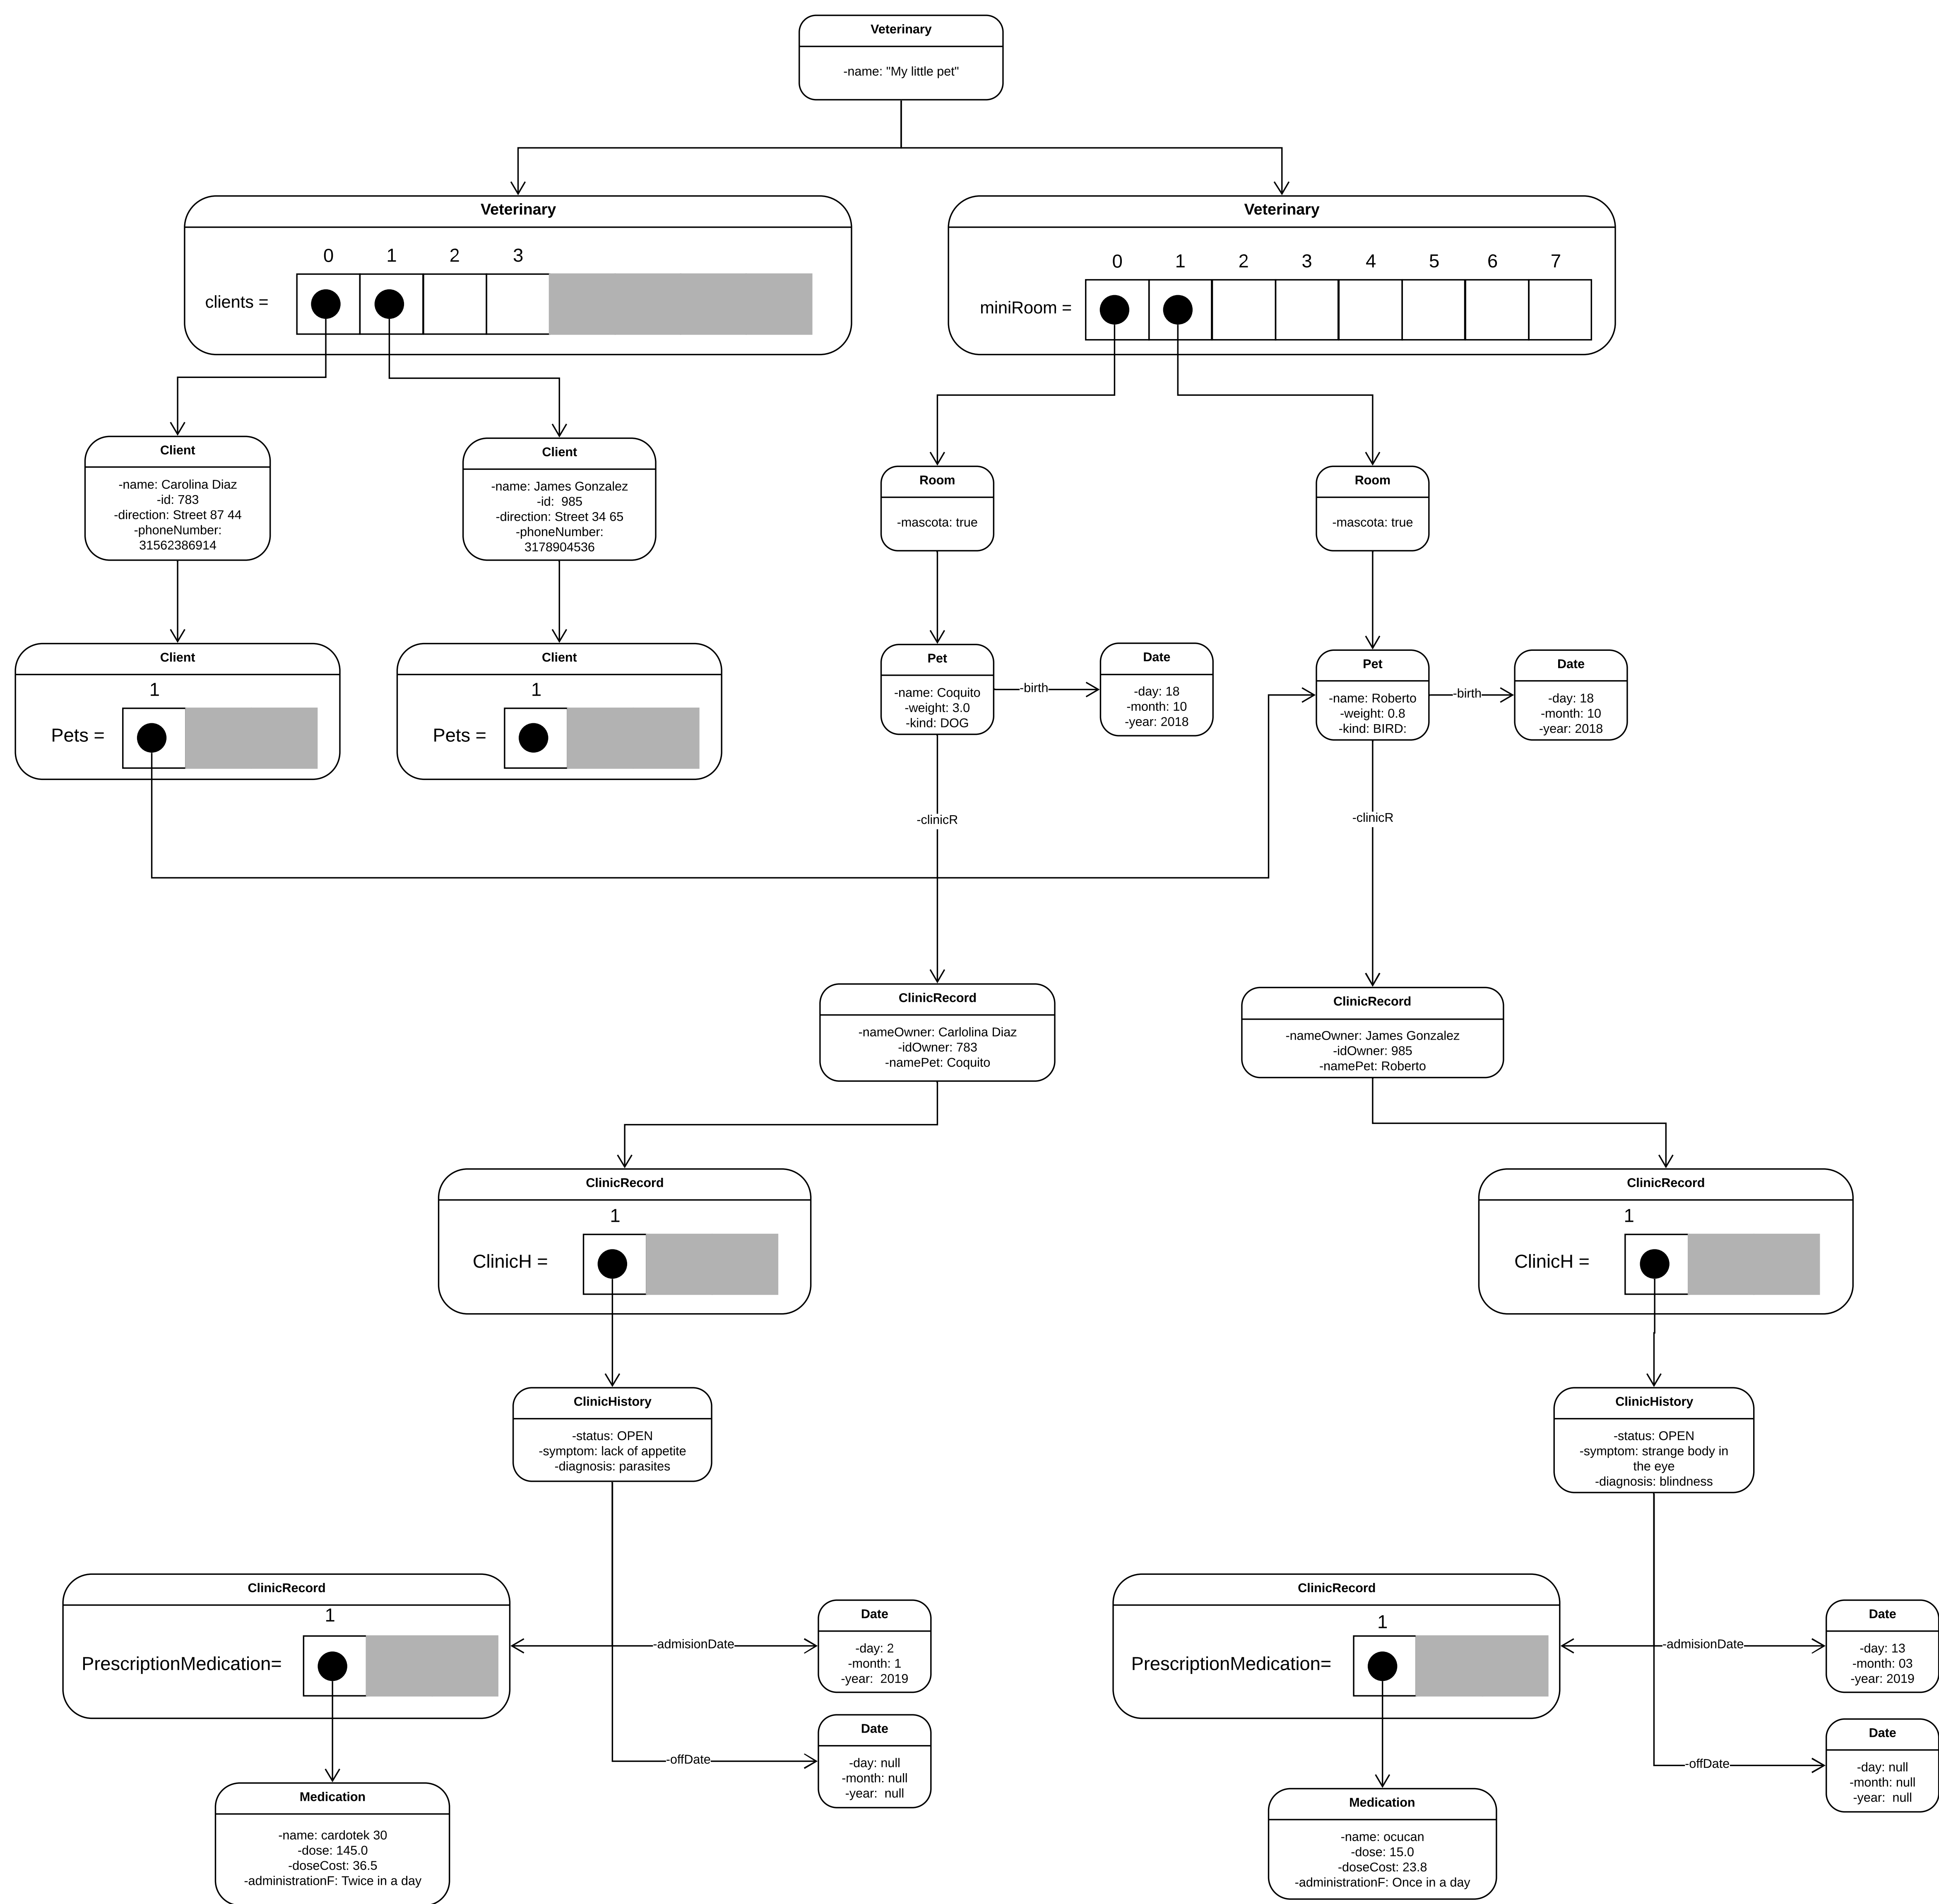 Veterinary
-name: "My little pet"
Veterinary
0 1 2 3
clients =
Veterinary
0 1 2 3 4 5 6 7
miniRoom =
Client
-name: Carolina Diaz
-id: 783
-direction: Street 87 44
-phoneNumber:
31562386914
Client
-name: James Gonzalez
-id:  985
-direction: Street 34 65
-phoneNumber:
3178904536
Room
-mascota: true
Room
-mascota: true
Client
1
Pets =
Client
1
Pets =
Pet
-name: Coquito
-weight: 3.0
-kind: DOG
-birth
Date
-day: 18
-month: 10
-year: 2018
Pet
-name: Roberto
-weight: 0.8
-kind: BIRD:
-birth
Date
-day: 18
-month: 10
-year: 2018
-clinicR
-clinicR
ClinicRecord
-nameOwner: Carlolina Diaz
-idOwner: 783
-namePet: Coquito
ClinicRecord
-nameOwner: James Gonzalez
-idOwner: 985
-namePet: Roberto
ClinicRecord
1
ClinicH =
ClinicRecord
1
ClinicH =
ClinicHistory
-status: OPEN
-symptom: lack of appetite
-diagnosis: parasites
ClinicHistory
-status: OPEN
-symptom: strange body in
the eye
-diagnosis: blindness
ClinicRecord
1
PrescriptionMedication=
-admisionDate
Date
-day: 2
-month: 1
-year:  2019
-offDate
Date
-day: null
-month: null
-year:  null
ClinicRecord
1
PrescriptionMedication=
-admisionDate
Date
-day: 13
-month: 03
-year: 2019
-offDate
Date
-day: null
-month: null
-year:  null
Medication
-name: cardotek 30
-dose: 145.0
-doseCost: 36.5
-administrationF: Twice in a day
Medication
-name: ocucan
-dose: 15.0
-doseCost: 23.8
-administrationF: Once in a day